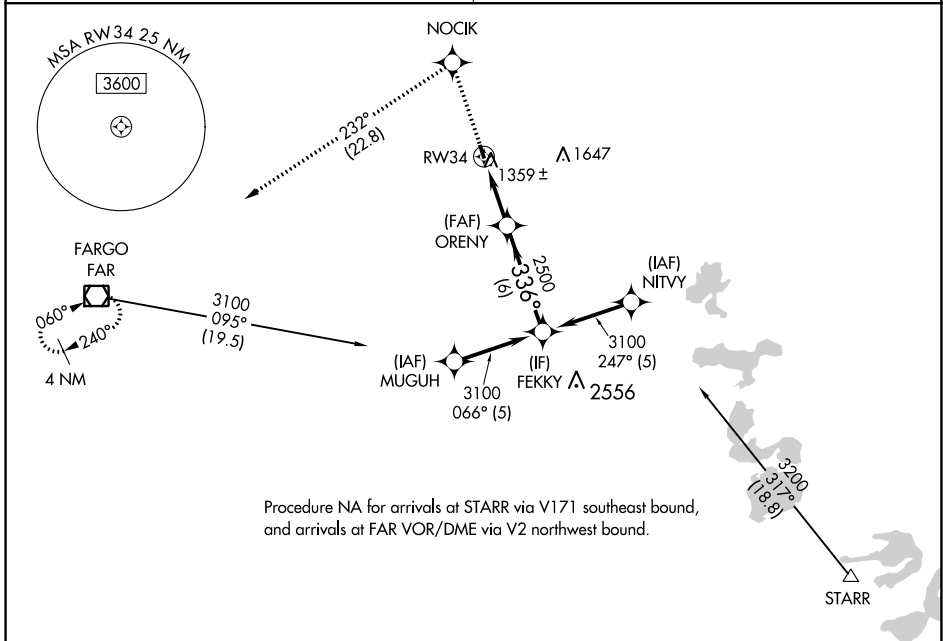 MSA RW34 25 NM
3600
NOCIK
232°
(22.8)
RW34
1647
1359 ±
(FAF)
ORENY
FARGO
FAR
060°
240°
4 NM
3100
095°
(19.5)
2500
336°
(6)
(IAF)
NITVY
3100
247° (5)
(IAF)
MUGUH
3100
066° (5)
(IF)
FEKKY
2556
3200
317°
(18.8)
STARR
Procedure NA for arrivals at STARR via V171 southeast bound,
and arrivals at FAR VOR/DME via V2 northwest bound.